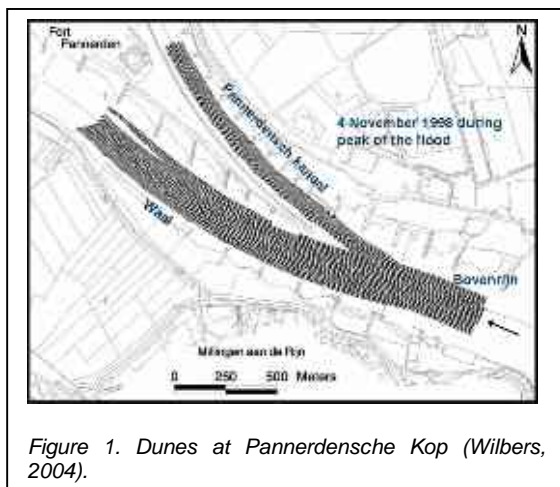 Fort
Pannerden
N
Pannerdensch kanaal
4 November 1998 during
peak of the flood
Waal
Bovenrijn
Millingen aan de Rijn
0 250 500 Meters
Figure 1. Dunes at Pannerdensche Kop (Wilbers,
2004).